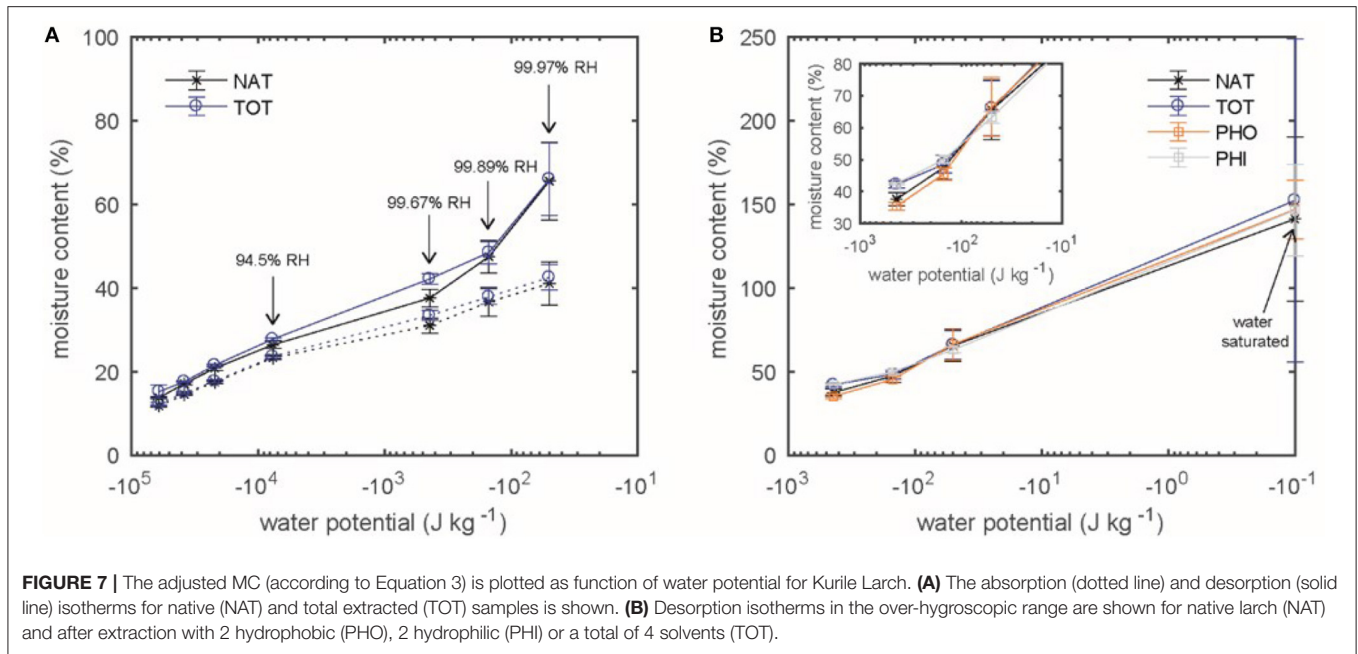 A
100
80
60
40
20
0
moisture content (%)
NAT
TOT
94.5% RH
99.67% RH
99.89% RH
99.97% RH
-10^5
-10^4
-10^3
-10^2
-10^1
water potential (J kg^-1)
B
250
200
150
100
50
0
moisture content (%)
80
70
60
50
40
30
moisture content (%)
-10^3
-10^2
-10^1
water potential (J kg^-1)
NAT
TOT
PHO
PHI
water
saturated
-10^3
-10^2
-10^1
-10^0
-10^-1
water potential (J kg^-1)
FIGURE 7 | The adjusted MC (according to Equation 3) is plotted as function of water potential for Kurile Larch. (A) The absorption (dotted line) and desorption (solid
line) isotherms for native (NAT) and total extracted (TOT) samples is shown. (B) Desorption isotherms in the over-hygroscopic range are shown for native larch (NAT)
and after extraction with 2 hydrophobic (PHO), 2 hydrophilic (PHI) or a total of 4 solvents (TOT).